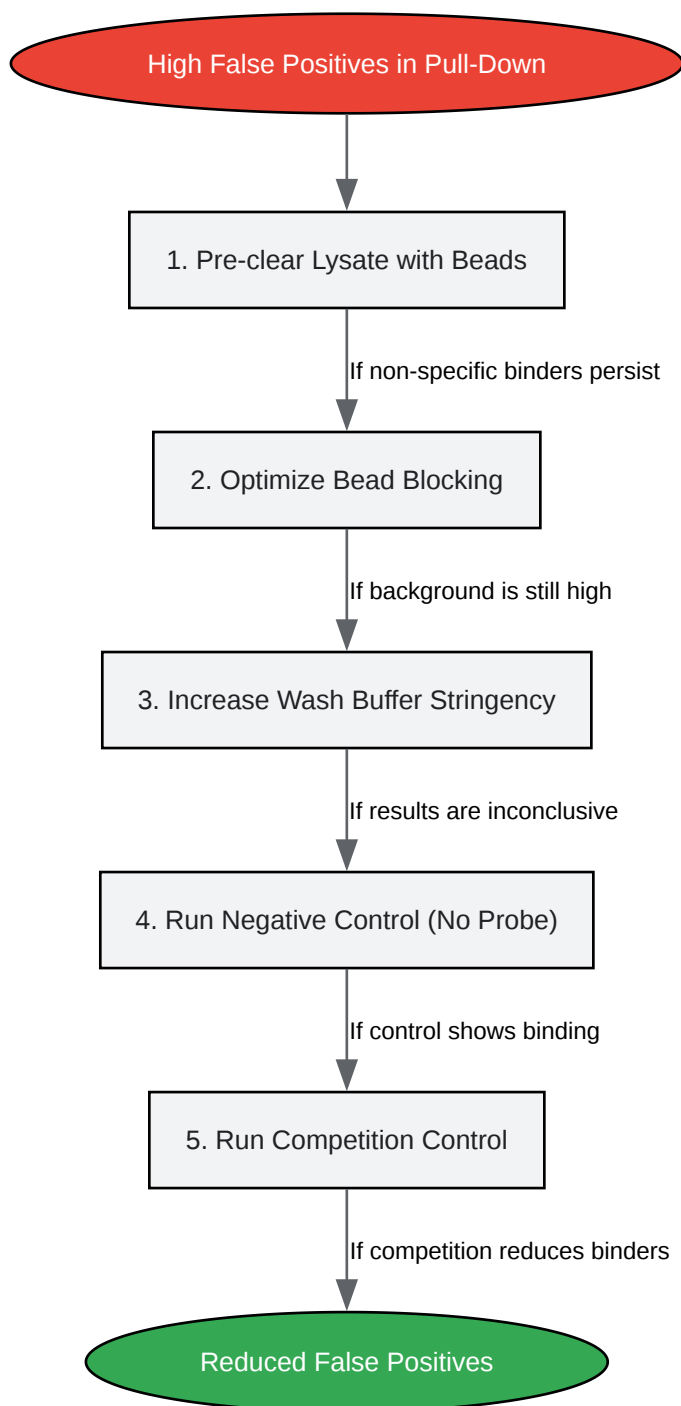 High False Positives in Pull-Down
1. Pre-clear Lysate with Beads
If non-specific binders persist
2. Optimize Bead Blocking
If background is still high
3. Increase Wash Buffer Stringency
If results are inconclusive
4. Run Negative Control (No Probe)
If control shows binding
5. Run Competition Control
If competition reduces binders
Reduced False Positives